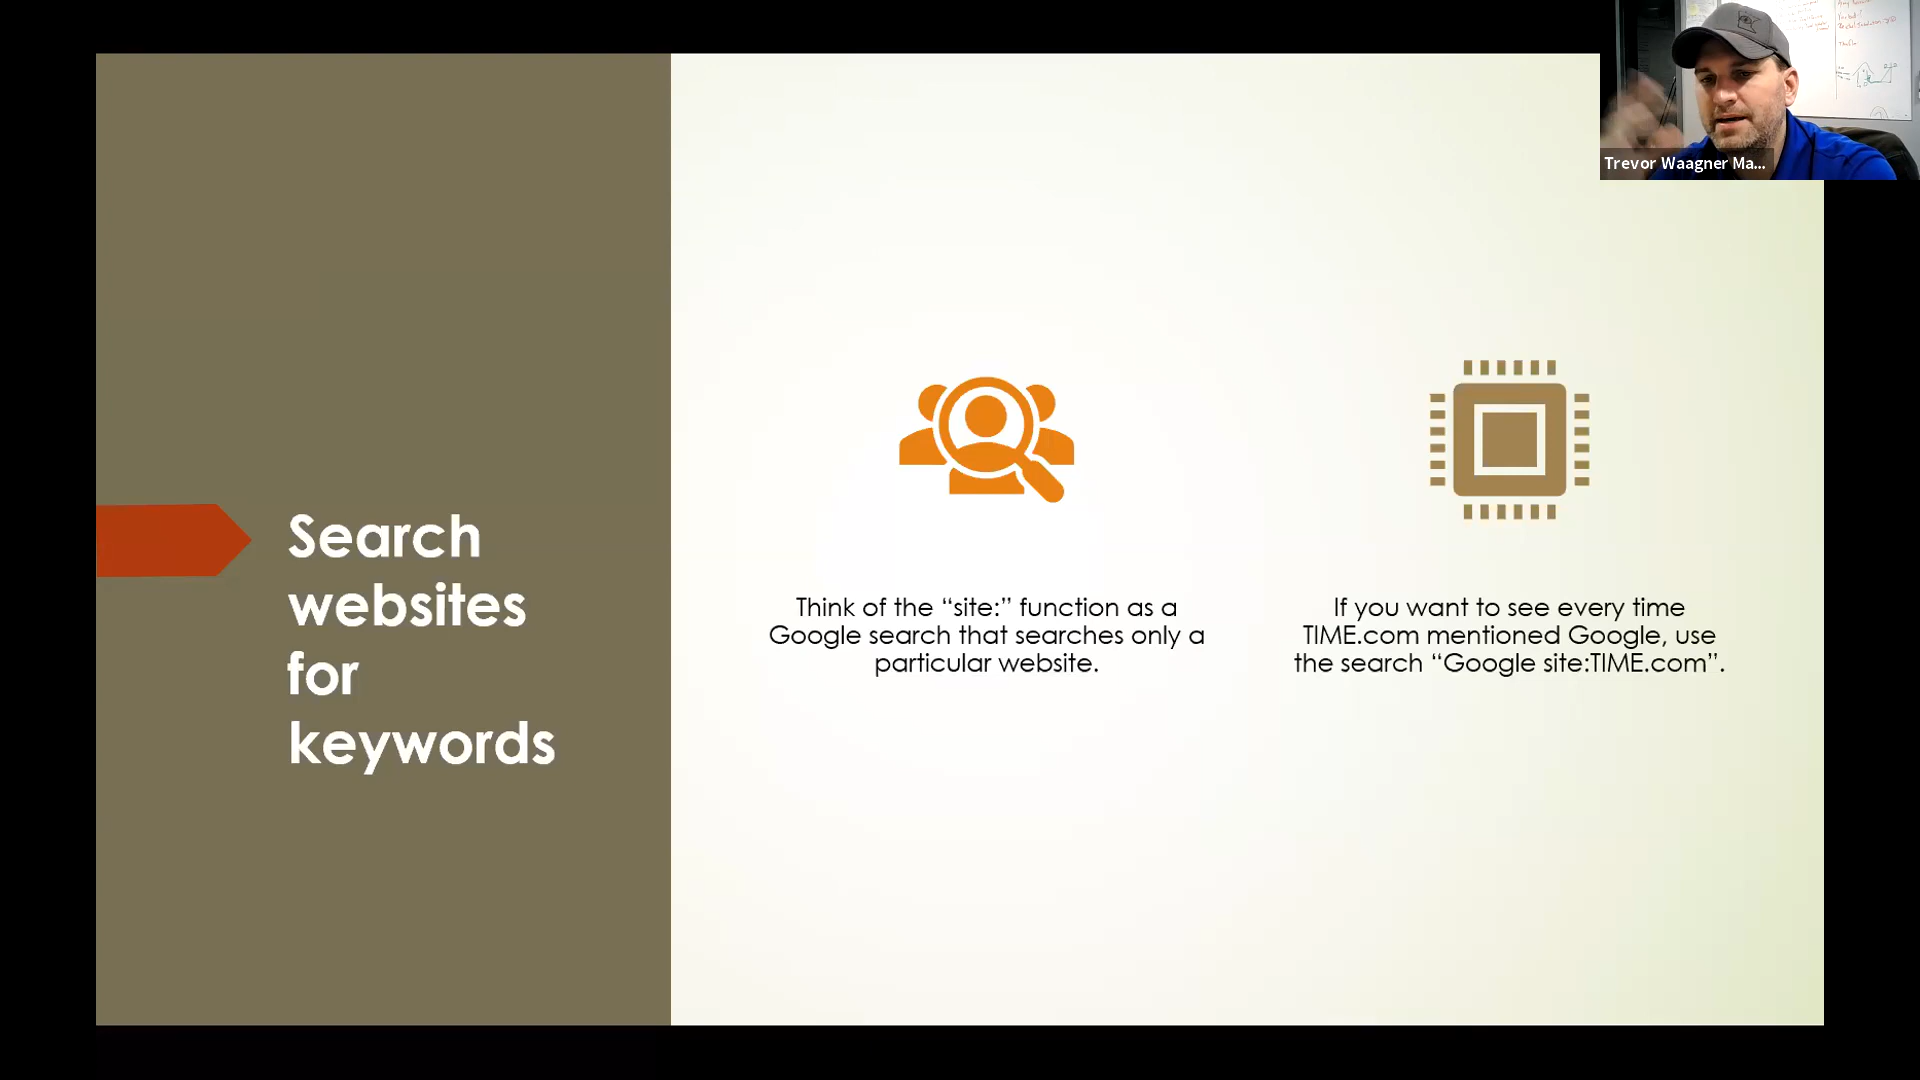 Search
websites
for
keywords
Think of the “site:” function as a
Google search that searches only a
particular website.
If you want to see every time
TIME.com mentioned Google, use
the search “Google site:TIME.com”.
Trevor Waagner Ma...